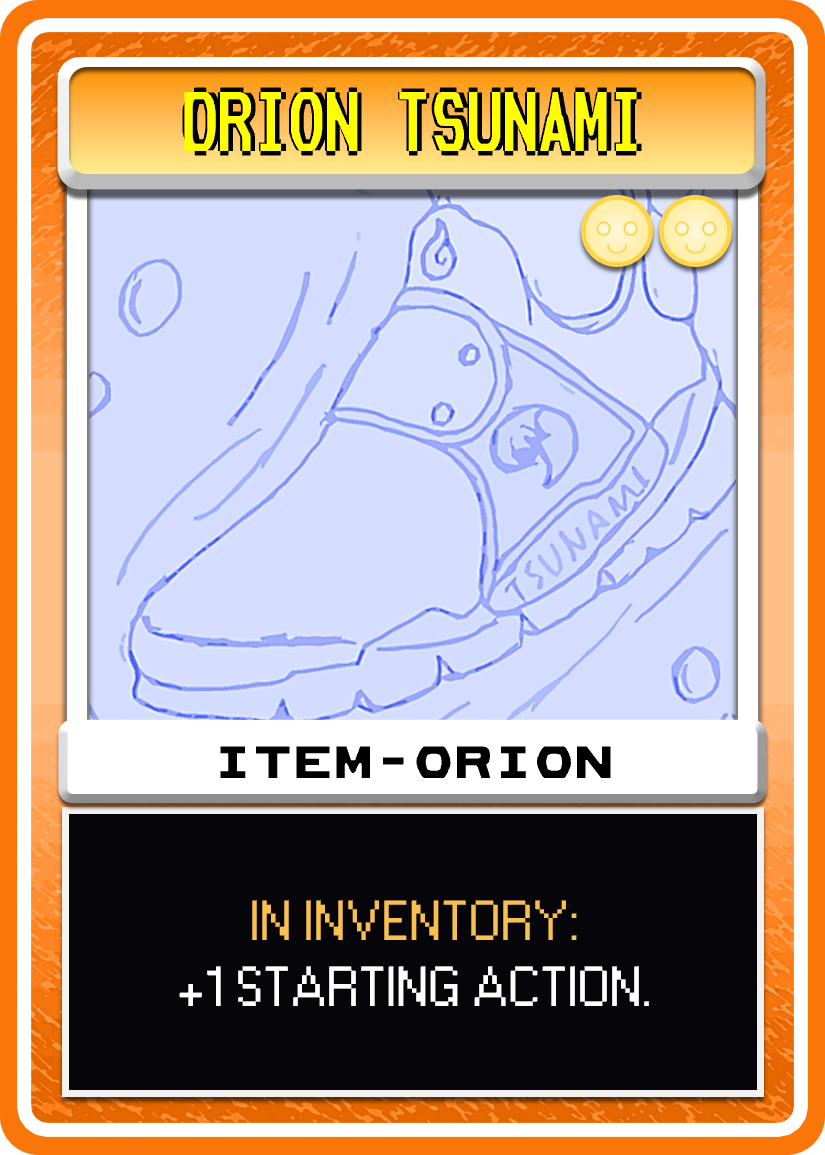 ORION TSUNAMI
TSUNAMI
ITEM-ORION
IN INVENTORY:
+1 STARTING ACTION.